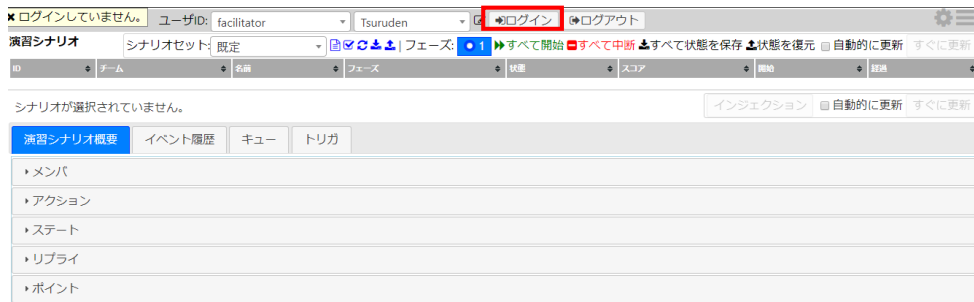 ✖ ログインしていません。 ユーザID: facilitator Tsuruden ログイン ログアウト
演習シナリオ シナリオセット: 既定 | フェーズ: 1 すべて開始 すべて中断 すべて状態を保存 状態を復元 自動的に更新 すぐに更新
ID チーム 名前 フェーズ 状態 スコア 開始 経過
シナリオが選択されていません。 インジェクション 自動的に更新 すぐに更新
演習シナリオ概要 イベント履歴 キュー トリガ
メンバ
アクション
ステート
リプライ
ポイント